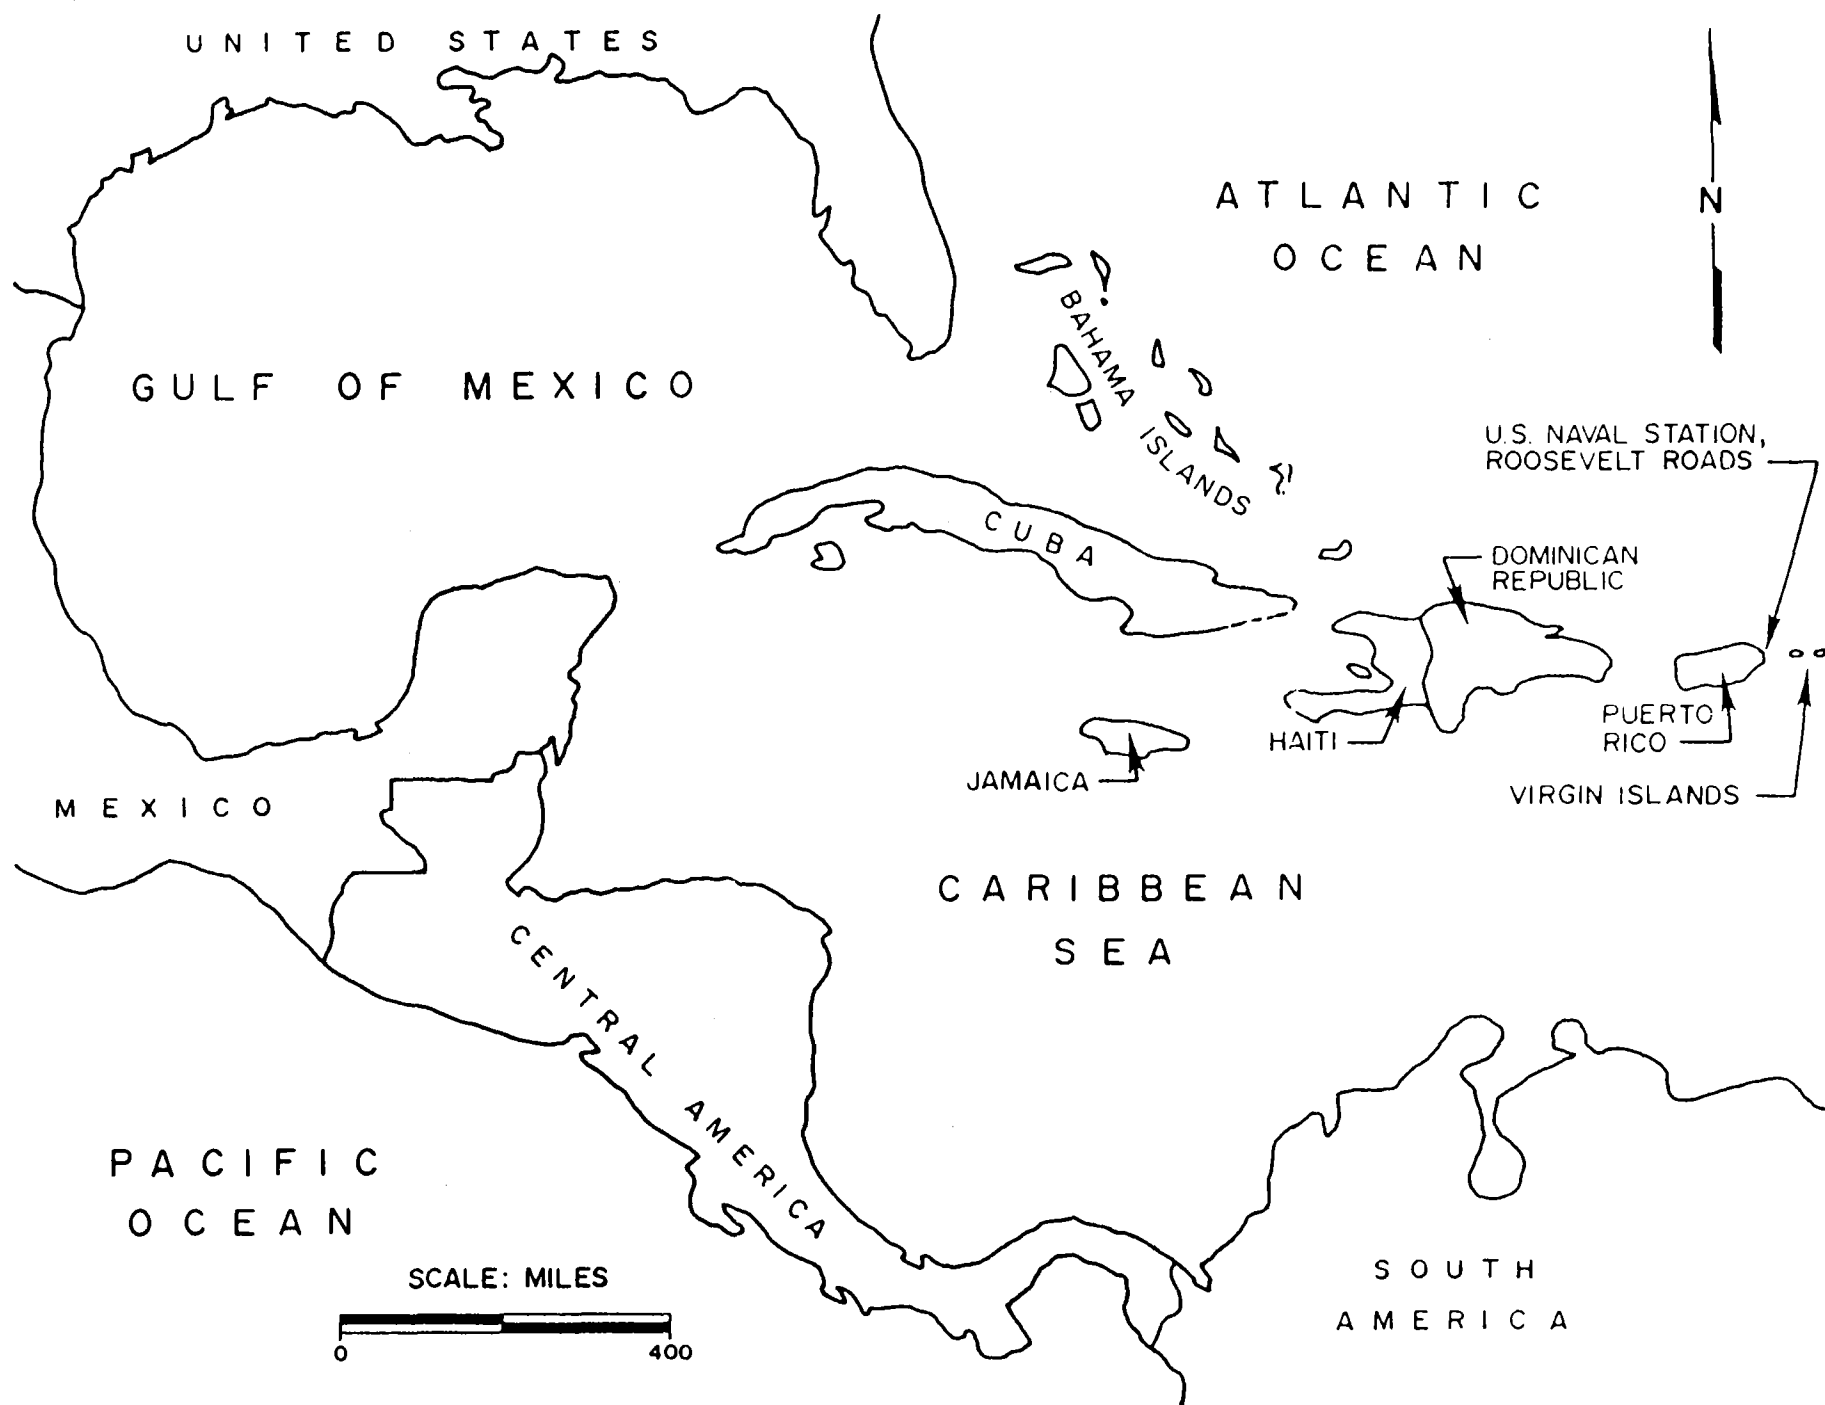 UNITED STATES
ATLANTIC
OCEAN
N
BAHAMA
ISLANDS
GULF OF MEXICO
U.S. NAVAL STATION,
ROOSEVELT ROADS
CUBA
DOMINICAN
REPUBLIC
PUERTO
RICO
HAITI
JAMAICA
VIRGIN ISLANDS
MEXICO
CARIBBEAN
SEA
CENTRAL AMERICA
PACIFIC
OCEAN
SCALE: MILES
0 400
SOUTH
AMERICA